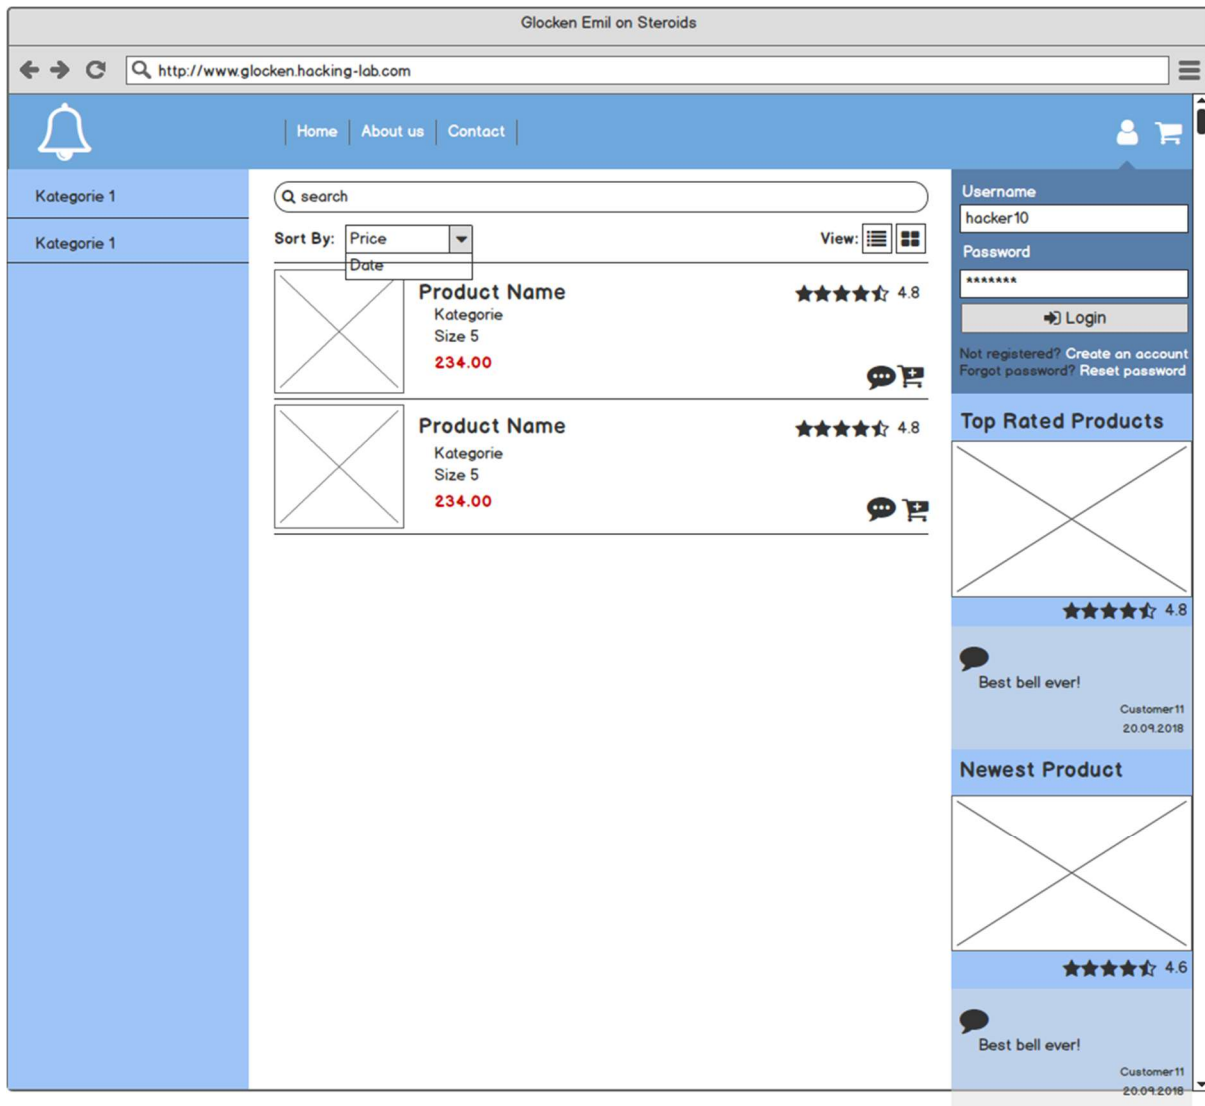 Glocken Emil on Steroids
http://www.glocken.hacking-lab.com
Home About us Contact
Kategorie 1
Kategorie 1
search
Sort By: Price
Date
View:
Product Name
4.8
Kategorie
Size 5
234.00
Product Name
4.8
Kategorie
Size 5
234.00
Username
hacker10
Password
*******
Login
Not registered? Create an account
Forgot password? Reset password
Top Rated Products
4.8
Best bell ever!
Customer11
20.09.2018
Newest Product
4.6
Best bell ever!
Customer11
20.09.2018